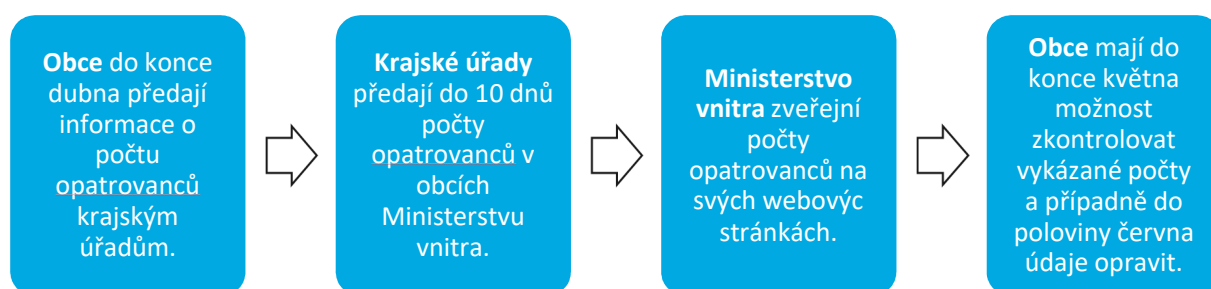 Obce do konce
dubna předají
informace o
počtu
opatrovanců
krajským
úřadům.
Krajské úřady
předají do 10 dnů
počty
opatrovanců v
obcích
Ministerstvu
vnitra.
Ministerstvo
vnitra zveřejní
počty
opatrovanců na
svých webovýc
stránkách.
Obce mají do
konce května
možnost
zkontrolovat
vykázané počty
a případně do
poloviny června
údaje opravit.